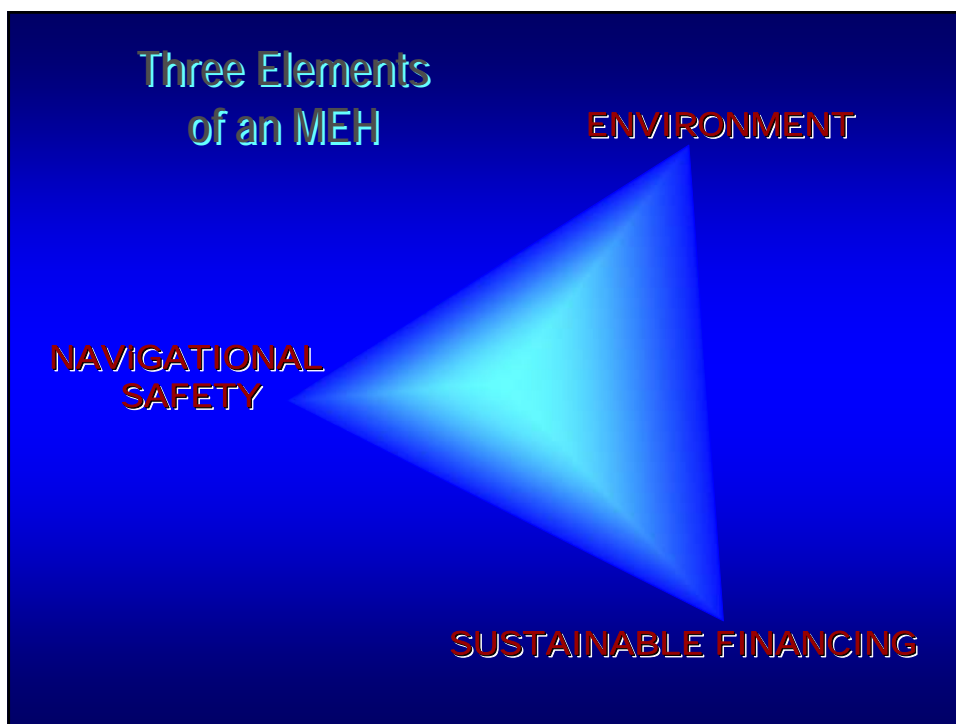 Three Elements
of an MEH
ENVIRONMENT
NAViGATIONAL
SAFETY
SUSTAINABLE FINANCING